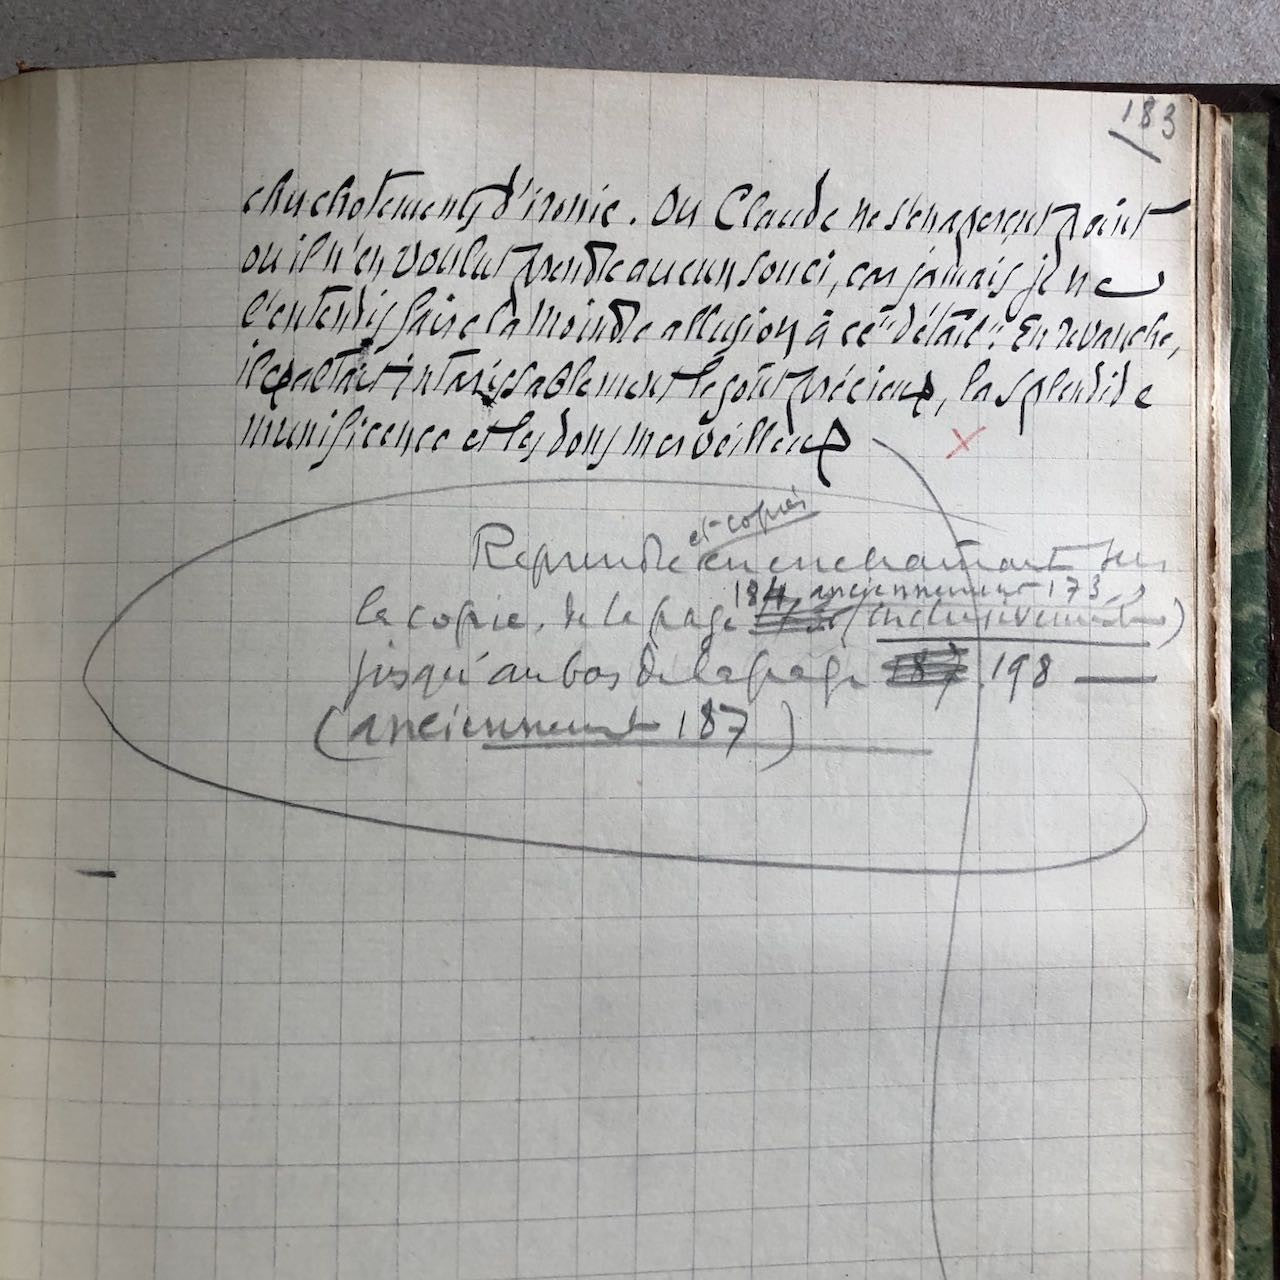 183
chuchotements d'ironie. Ou Claude ne s'en aperçut point
ou il n'en voulut prendre aucun souci, car jamais je ne
l'entendis faire la moindre allusion à ce "détail". En revanche,
il exaltait intarissablement le goût précieux, la splendide
munificence et les dons merveilleux
et copier
Reprendre en enchaînant sur
184, anciennement 173
la copie, de la page (inclusivement)
jusqu'au bas de la page 198
(anciennement 187)